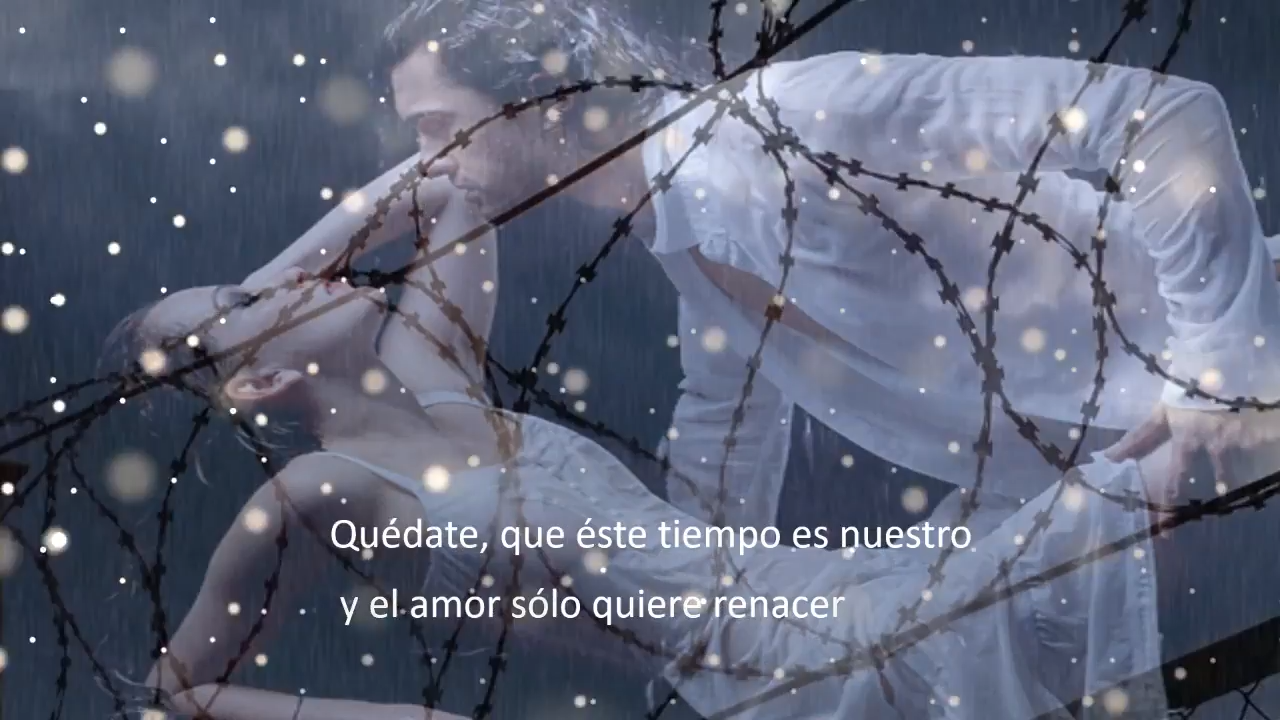 Quédate, que éste tiempo es nuestro
y el amor sólo quiere renacer